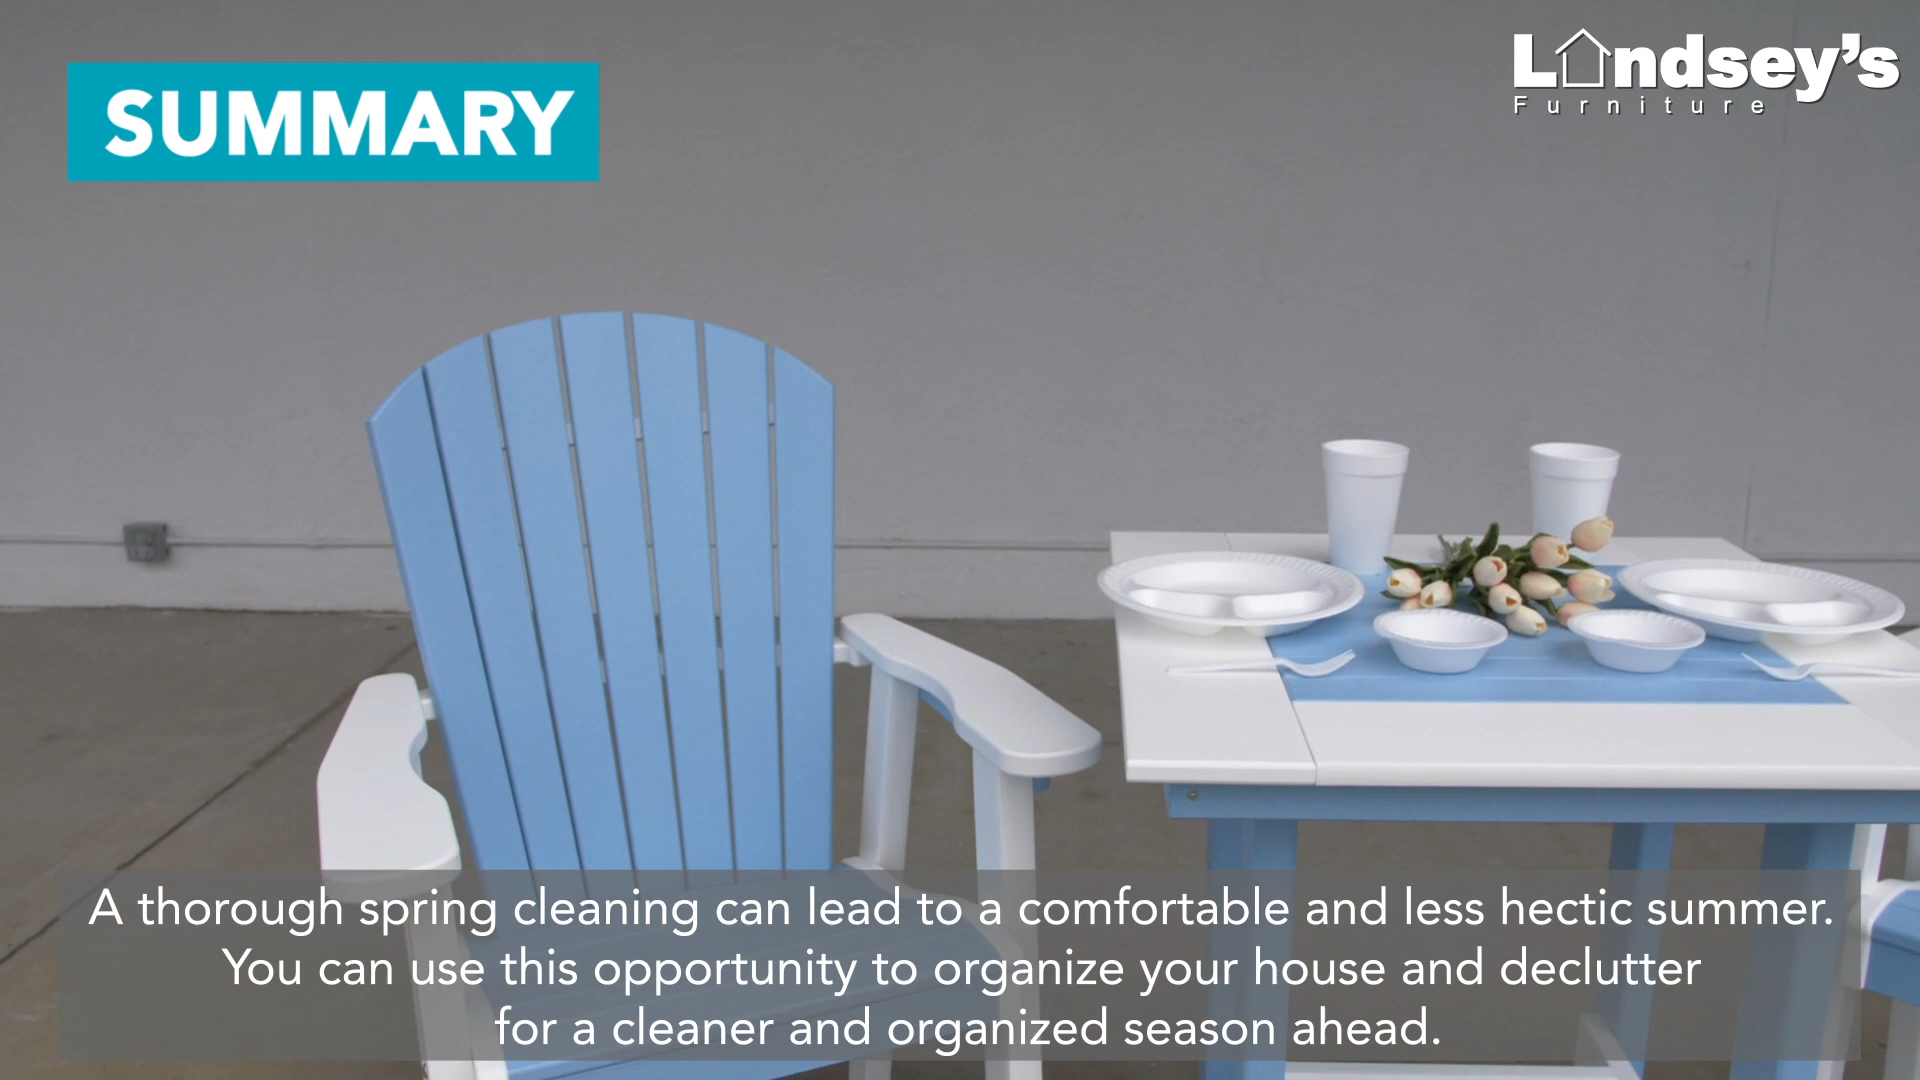 SUMMARY
Lindsey's
Furniture
A thorough spring cleaning can lead to a comfortable and less hectic summer.
You can use this opportunity to organize your house and declutter
for a cleaner and organized season ahead.